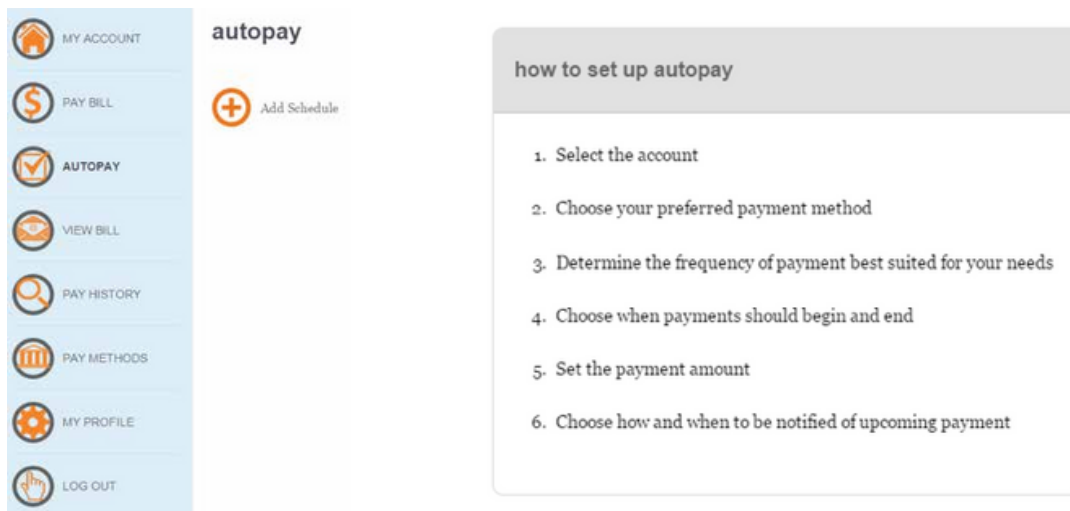 MY ACCOUNT
PAY BILL
AUTOPAY
VIEW BILL
PAY HISTORY
PAY METHODS
MY PROFILE
LOG OUT
autopay
Add Schedule
how to set up autopay
1. Select the account
2. Choose your preferred payment method
3. Determine the frequency of payment best suited for your needs
4. Choose when payments should begin and end
5. Set the payment amount
6. Choose how and when to be notified of upcoming payment